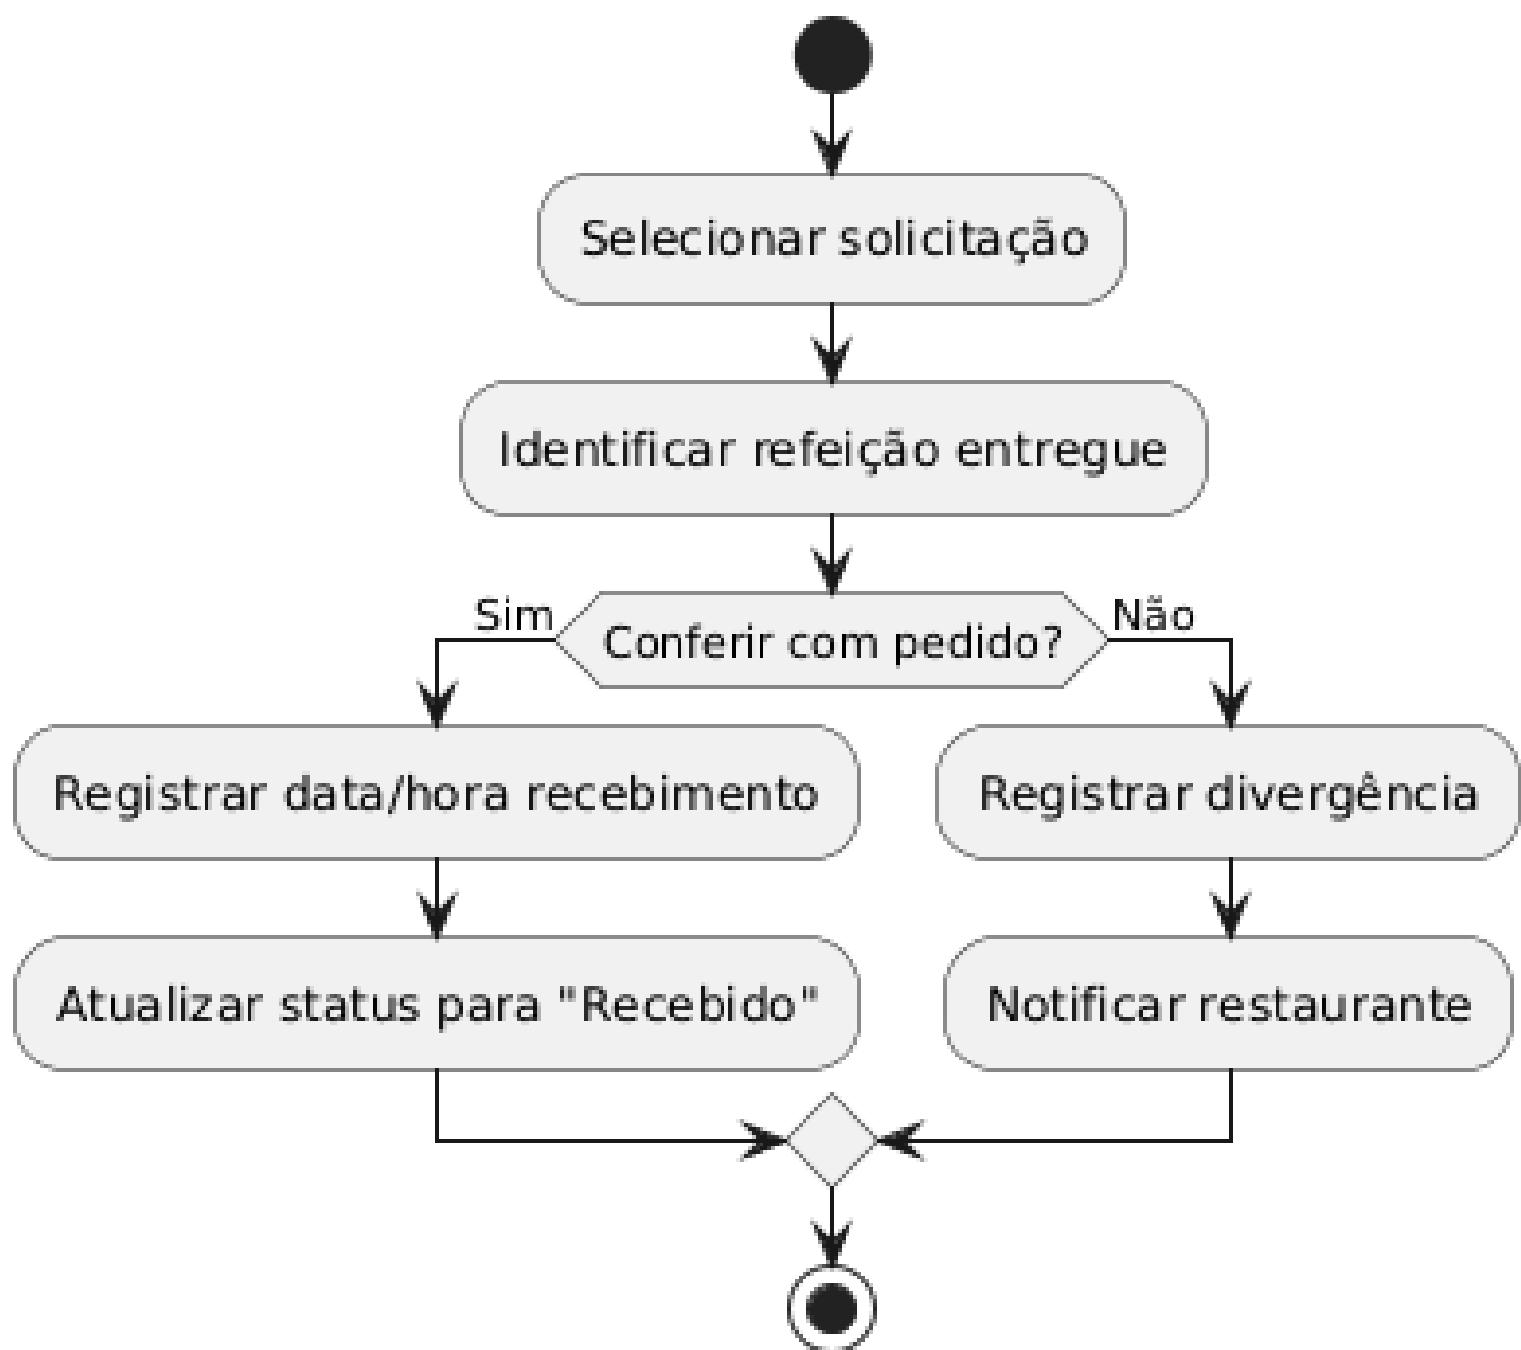 Selecionar solicitação
Identificar refeição entregue
Sim
Conferir com pedido?
Não
Registrar data/hora recebimento
Registrar divergência
Atualizar status para "Recebido"
Notificar restaurante